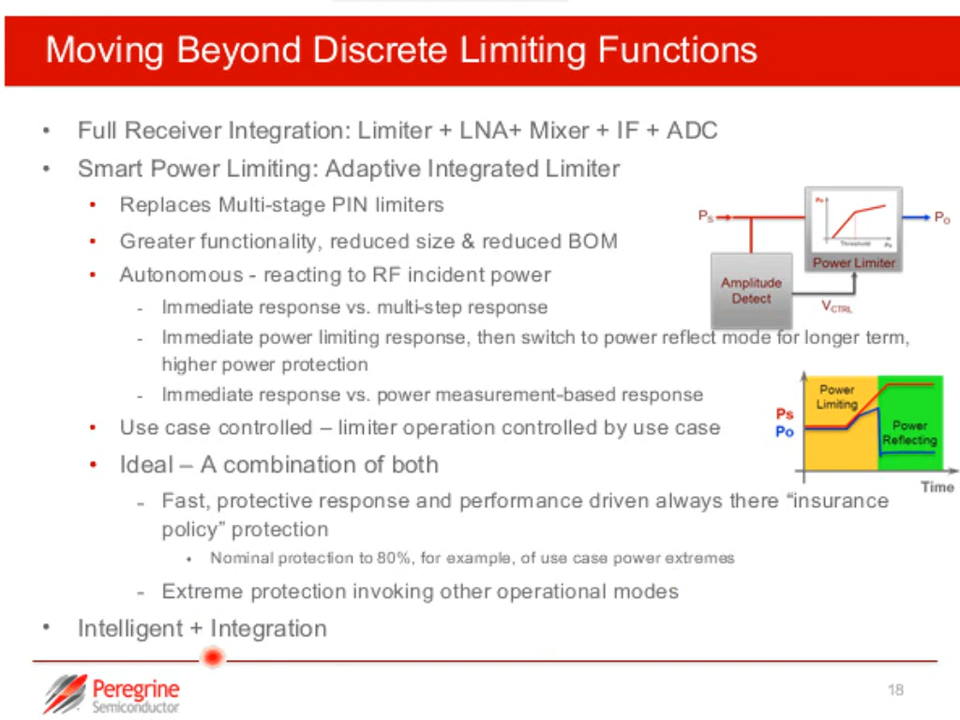 Moving Beyond Discrete Limiting Functions
• Full Receiver Integration: Limiter + LNA+ Mixer + IF + ADC
• Smart Power Limiting: Adaptive Integrated Limiter
• Replaces Multi-stage PIN limiters
• Greater functionality, reduced size & reduced BOM
• Autonomous - reacting to RF incident power
- Immediate response vs. multi-step response
- Immediate power limiting response, then switch to power reflect mode for longer term,
higher power protection
- Immediate response vs. power measurement-based response
• Use case controlled – limiter operation controlled by use case
• Ideal – A combination of both
- Fast, protective response and performance driven always there “insurance
policy” protection
• Nominal protection to 80%, for example, of use case power extremes
- Extreme protection invoking other operational modes
• Intelligent + Integration
Ps
Po
Threshold
Power Limiter
Po
Amplitude
Detect
VCTRL
Ps
Po
Power
Limiting
Power
Reflecting
Time
Peregrine
Semiconductor
18